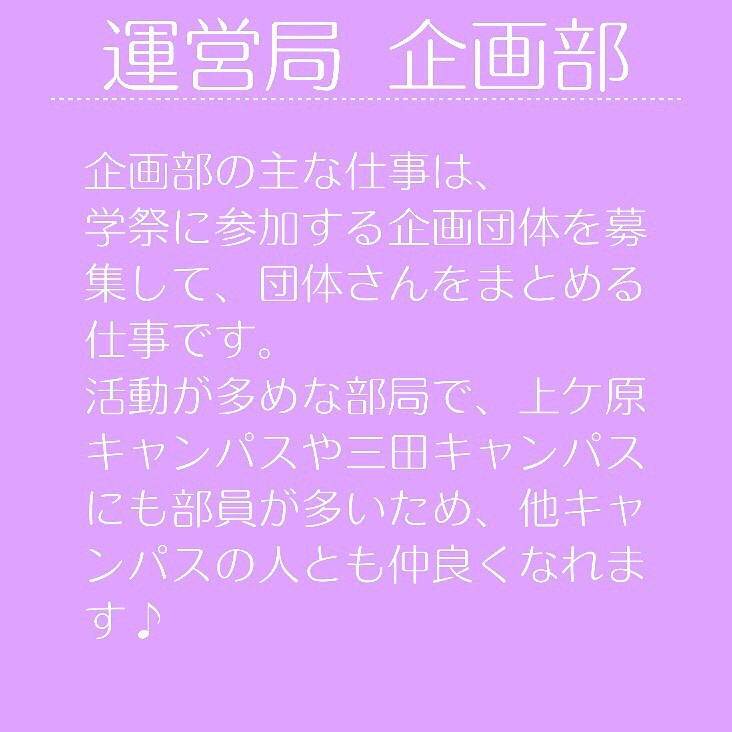 運営局 企画部
企画部の主な仕事は、
学祭に参加する企画団体を募
集して、団体さんをまとめる
仕事です。
活動が多めな部局で、上ケ原
キャンパスや三田キャンパス
にも部員が多いため、他キャ
ンパスの人とも仲良くなれま
す♪